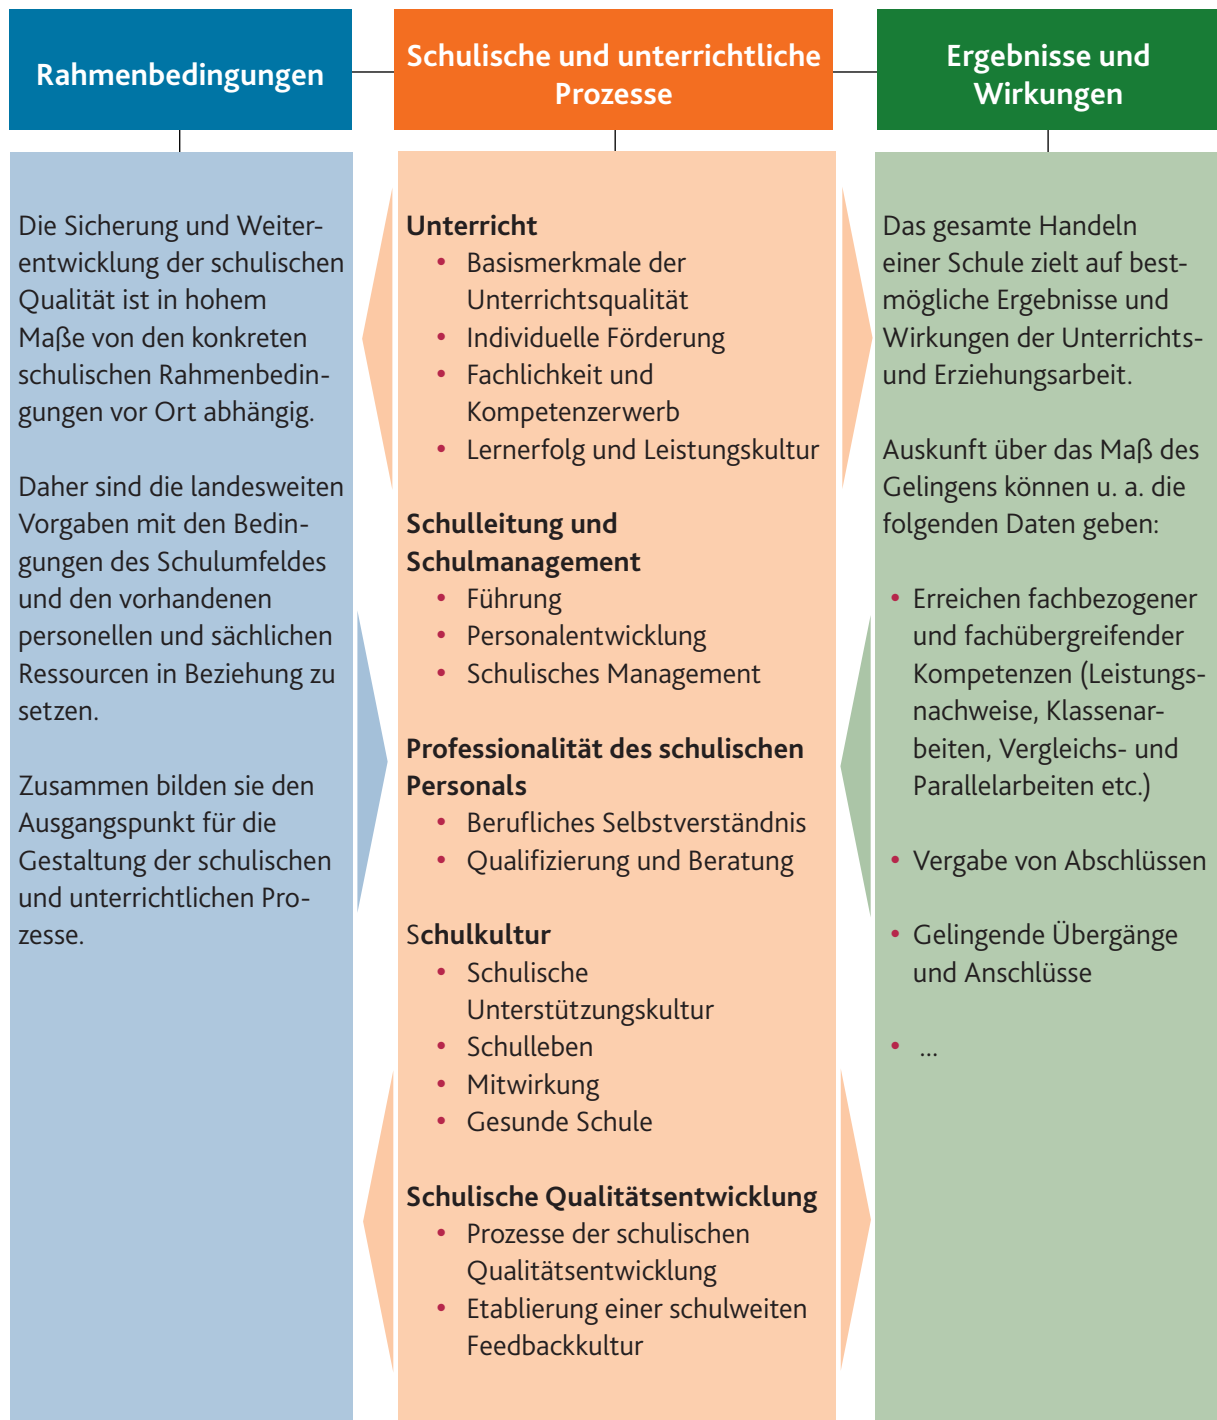 Rahmenbedingungen
Die Sicherung und Weiter-
entwicklung der schulischen
Qualität ist in hohem
Maße von den konkreten
schulischen Rahmenbedin-
gungen vor Ort abhängig.
Daher sind die landesweiten
Vorgaben mit den Bedin-
gungen des Schulumfeldes
und den vorhandenen
personellen und sächlichen
Ressourcen in Beziehung zu
setzen.
Zusammen bilden sie den
Ausgangspunkt für die
Gestaltung der schulischen
und unterrichtlichen Pro-
zesse.
Schulische und unterrichtliche
Prozesse
Unterricht
• Basismerkmale der
Unterrichtsqualität
• Individuelle Förderung
• Fachlichkeit und
Kompetenzerwerb
• Lernerfolg und Leistungskultur
Schulleitung und
Schulmanagement
• Führung
• Personalentwicklung
• Schulisches Management
Professionalität des schulischen
Personals
• Berufliches Selbstverständnis
• Qualifizierung und Beratung
Schulkultur
• Schulische
Unterstützungskultur
• Schulleben
• Mitwirkung
• Gesunde Schule
Schulische Qualitätsentwicklung
• Prozesse der schulischen
Qualitätsentwicklung
• Etablierung einer schulweiten
Feedbackkultur
Ergebnisse und
Wirkungen
Das gesamte Handeln
einer Schule zielt auf best-
mögliche Ergebnisse und
Wirkungen der Unterrichts-
und Erziehungsarbeit.
Auskunft über das Maß des
Gelingens können u. a. die
folgenden Daten geben:
• Erreichen fachbezogener
und fachübergreifender
Kompetenzen (Leistungs-
nachweise, Klassenar-
beiten, Vergleichs- und
Parallelarbeiten etc.)
• Vergabe von Abschlüssen
• Gelingende Übergänge
und Anschlüsse
• ...